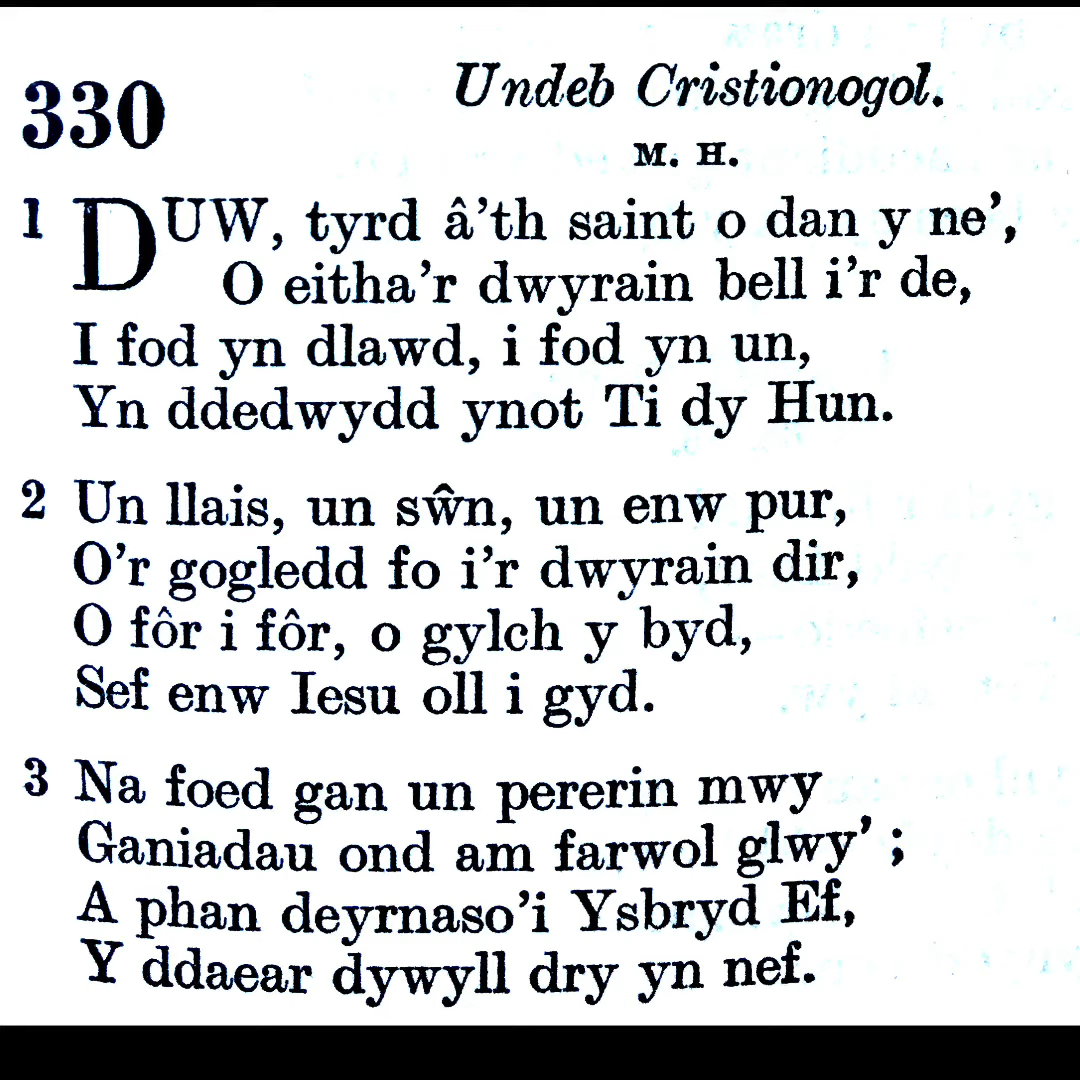 330
Undeb Cristionogol.
M. H.
1 DUW, tyrd â’th saint o dan y ne’,
O eitha’r dwyrain bell i’r de,
I fod yn dlawd, i fod yn un,
Yn ddedwydd ynot Ti dy Hun.
2 Un llais, un sŵn, un enw pur,
O’r gogledd fo i’r dwyrain dir,
O fôr i fôr, o gylch y byd,
Sef enw Iesu oll i gyd.
3 Na foed gan un pererin mwy
Ganiadau ond am farwol glwy’ ;
A phan deyrnaso’i Ysbryd Ef,
Y ddaear dywyll dry yn nef.